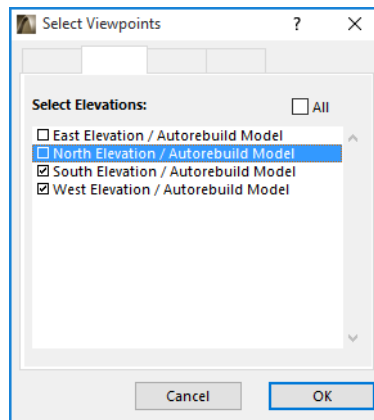 Select Viewpoints
?
Select Elevations:
All
East Elevation / Autorebuild Model
North Elevation / Autorebuild Model
South Elevation / Autorebuild Model
West Elevation / Autorebuild Model
Cancel
OK